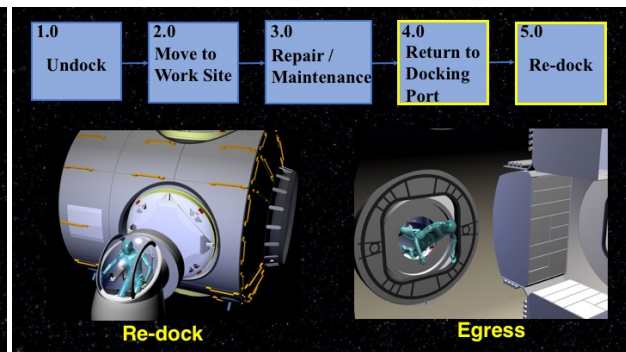 1.0
Undock
2.0
Move to
Work Site
3.0
Repair /
Maintenance
4.0
Return to
Docking
Port
5.0
Re-dock
Re-dock
Egress